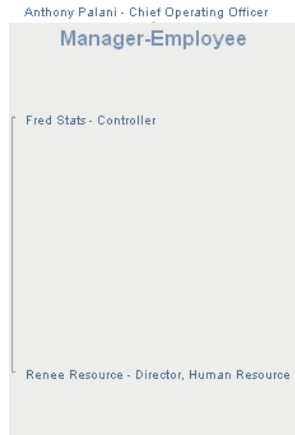 Anthony Palani - Chief Operating Officer
Manager-Employee
Fred Stats - Controller
Renee Resource - Director, Human Resource